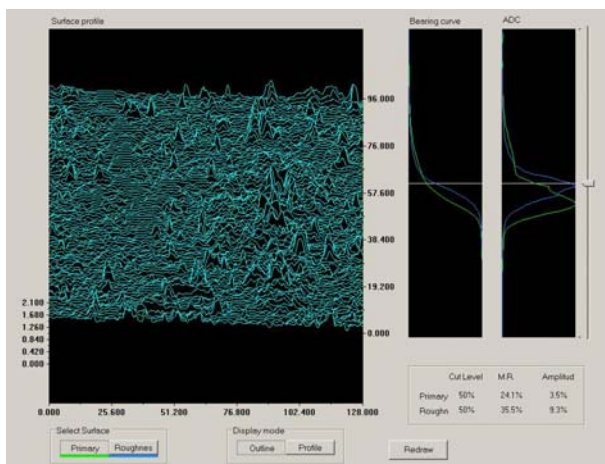 Surface profile
Bearing curve
ADC
96.000
76.800
57.600
38.400
19.200
0.000
2.100
1.680
1.260
0.840
0.420
0.000
0.000 25.600 51.200 76.800 102.400 128.000
Cut Level M.R. Amplitud
Primary 50% 24.1% 3.5%
Roughn 50% 35.5% 9.3%
Select Surface
Primary Roughnes
Display mode
Outline Profile
Redraw